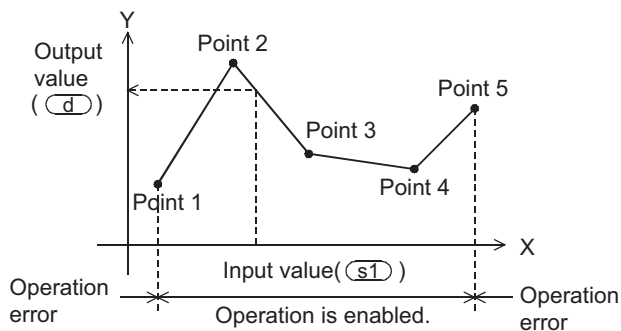 Y
Output
value
( d )
Point 2
Point 5
Point 3
Point 1
Point 4
X
Input value( s1 )
Operation
error
Operation is enabled.
Operation
error